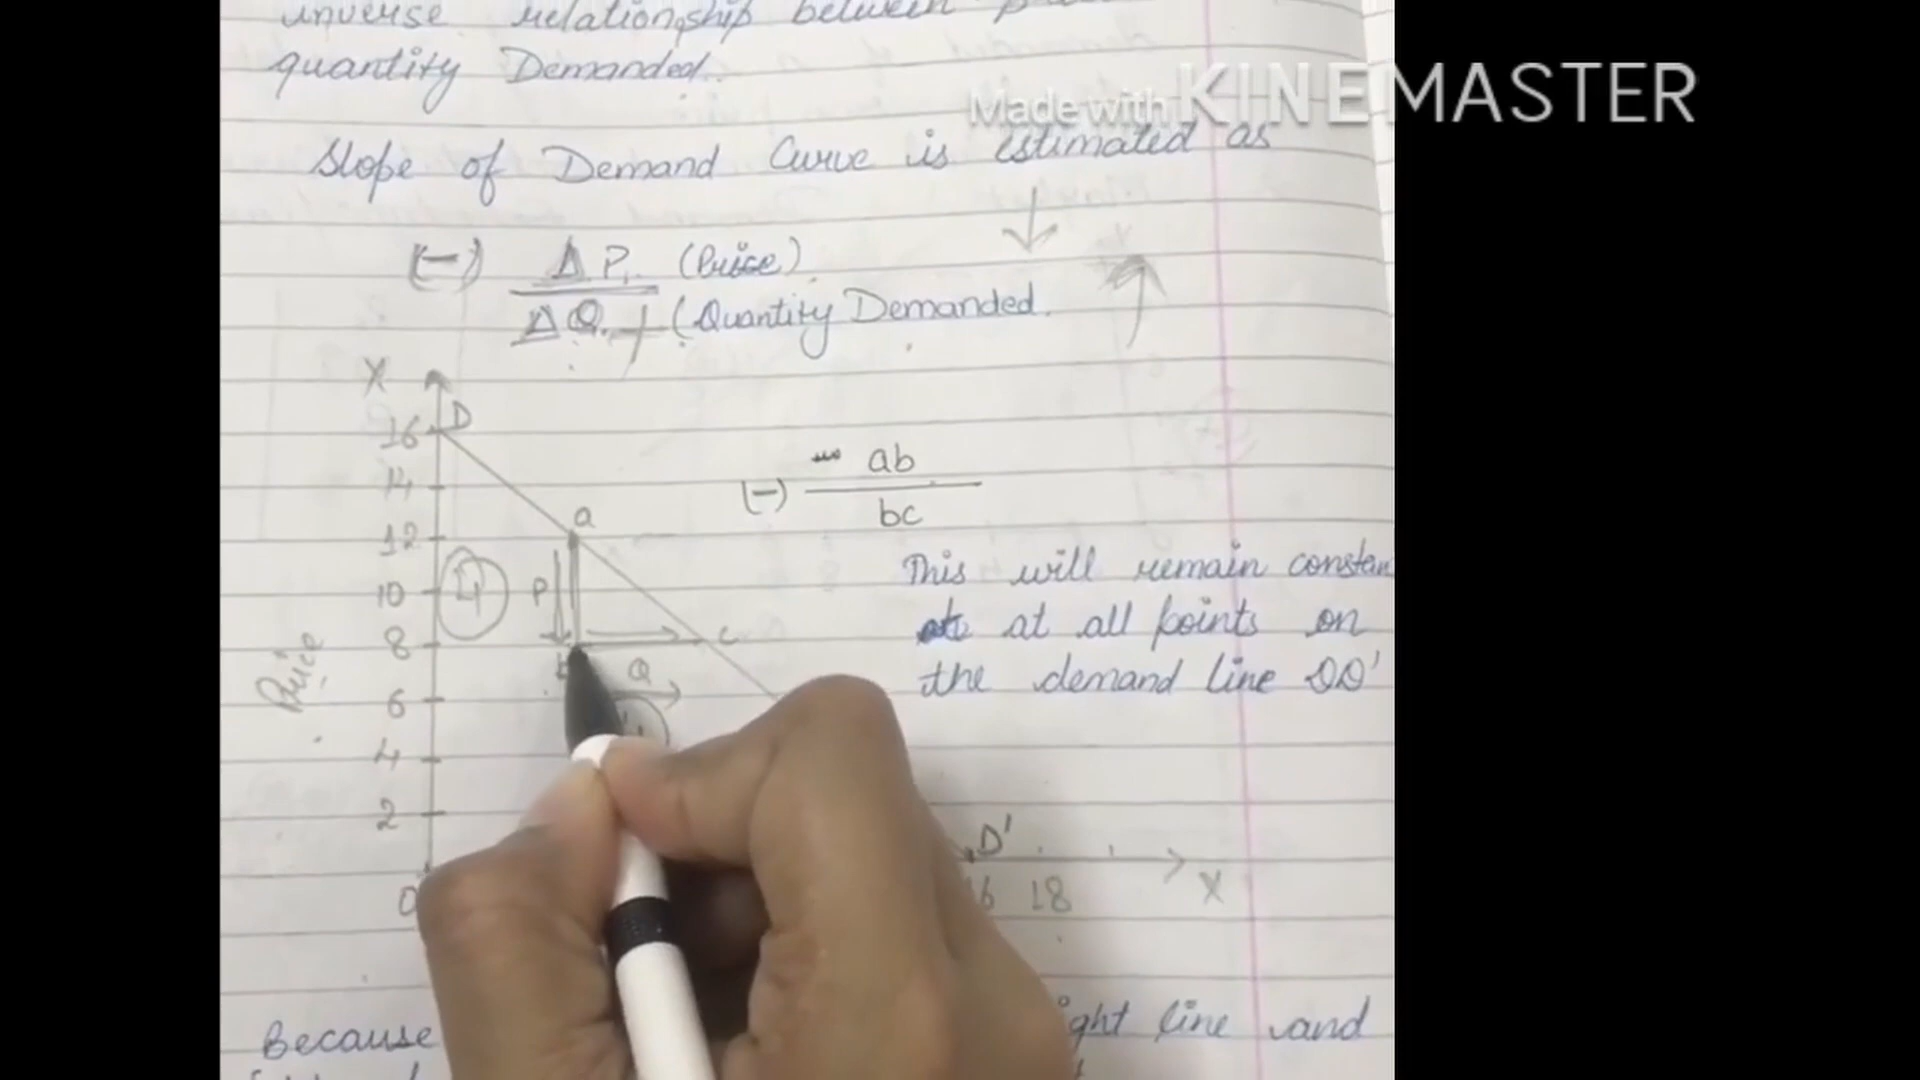 inverse relationship between
quantity Demanded.
Made with KINEMASTER
Slope of Demand Curve is estimated as
(-) ΔP (Price)
ΔQ (Quantity Demanded.
X
16 D
14
12 a
10 4 P
8 c
Q
6
4
2
0
Price
(-) ab
bc
This will remain constan
at all points on
the demand line DD'
D'
18 X
Because
line and